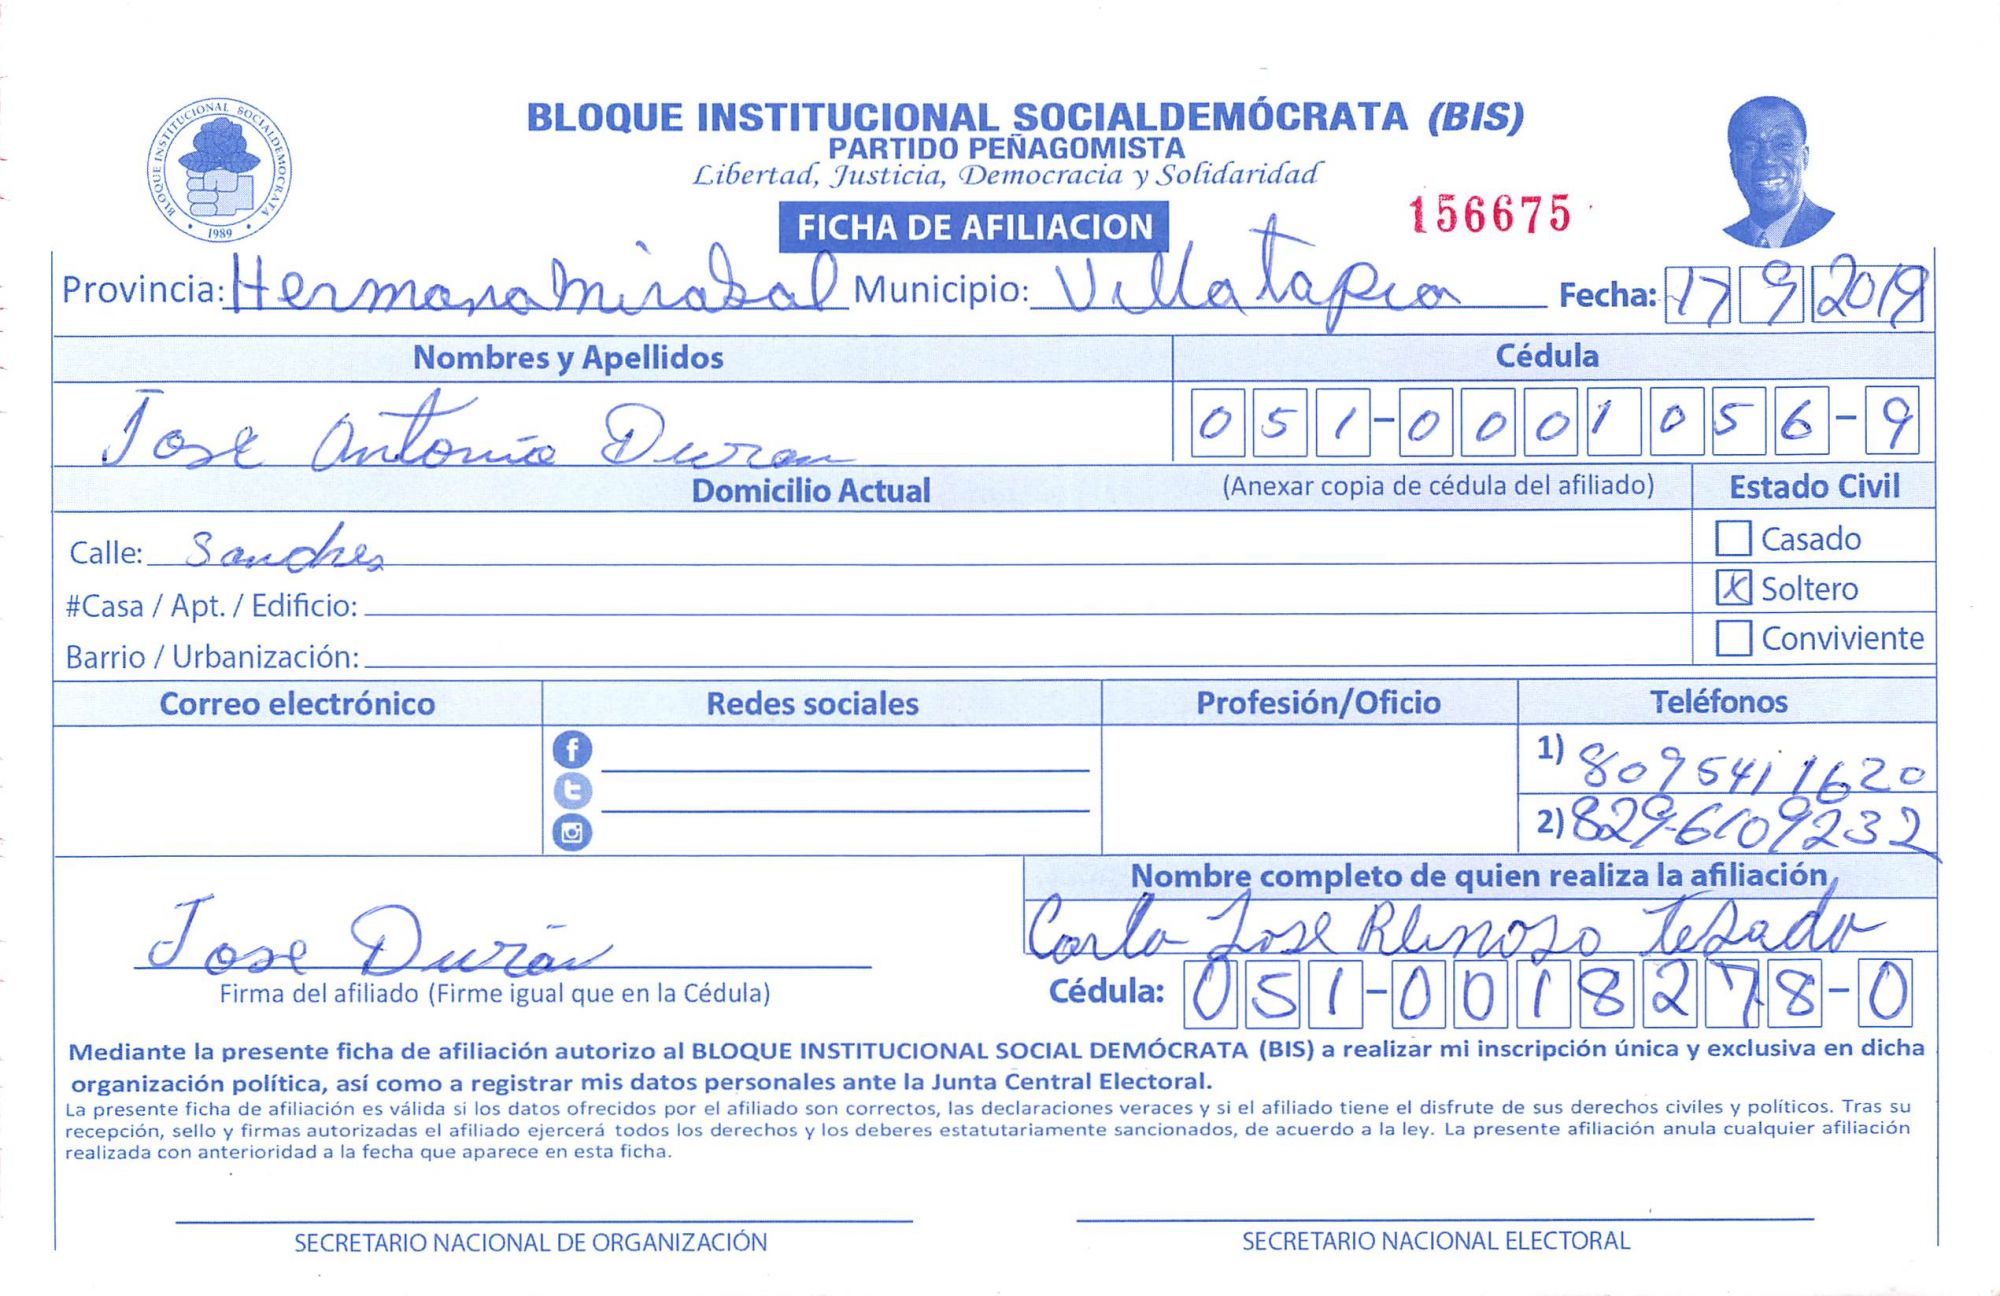 BLOQUE INSTITUCIONAL SOCIALDEMOCRATA
1989
BLOQUE INSTITUCIONAL SOCIALDEMÓCRATA (BIS)
PARTIDO PEÑAGOMISTA
Libertad, Justicia, Democracia y Solidaridad
FICHA DE AFILIACION
156675
Provincia: Hermana Mirabal Municipio: Villa Tapia Fecha: 17 9 2019
Nombres y Apellidos Cédula
Jose Antonio Duran 051-0001056-9
Domicilio Actual (Anexar copia de cédula del afiliado) Estado Civil
Calle: Sanches Casado
#Casa / Apt. / Edificio: X Soltero
Barrio / Urbanización: Conviviente
Correo electrónico Redes sociales Profesión/Oficio Teléfonos
1) 8095411620
2) 829-6109232
Nombre completo de quien realiza la afiliación
Jose Durán Carlo Jose Reinoso
Firma del afiliado (Firme igual que en la Cédula) Cédula: 051-0018278-0
Mediante la presente ficha de afiliación autorizo al BLOQUE INSTITUCIONAL SOCIAL DEMÓCRATA (BIS) a realizar mi inscripción única y exclusiva en dicha
organización política, así como a registrar mis datos personales ante la Junta Central Electoral.
La presente ficha de afiliación es válida si los datos ofrecidos por el afiliado son correctos, las declaraciones veraces y si el afiliado tiene el disfrute de sus derechos civiles y políticos. Tras su
recepción, sello y firmas autorizadas el afiliado ejercerá todos los derechos y los deberes estatutariamente sancionados, de acuerdo a la ley. La presente afiliación anula cualquier afiliación
realizada con anterioridad a la fecha que aparece en esta ficha.
SECRETARIO NACIONAL DE ORGANIZACIÓN SECRETARIO NACIONAL ELECTORAL